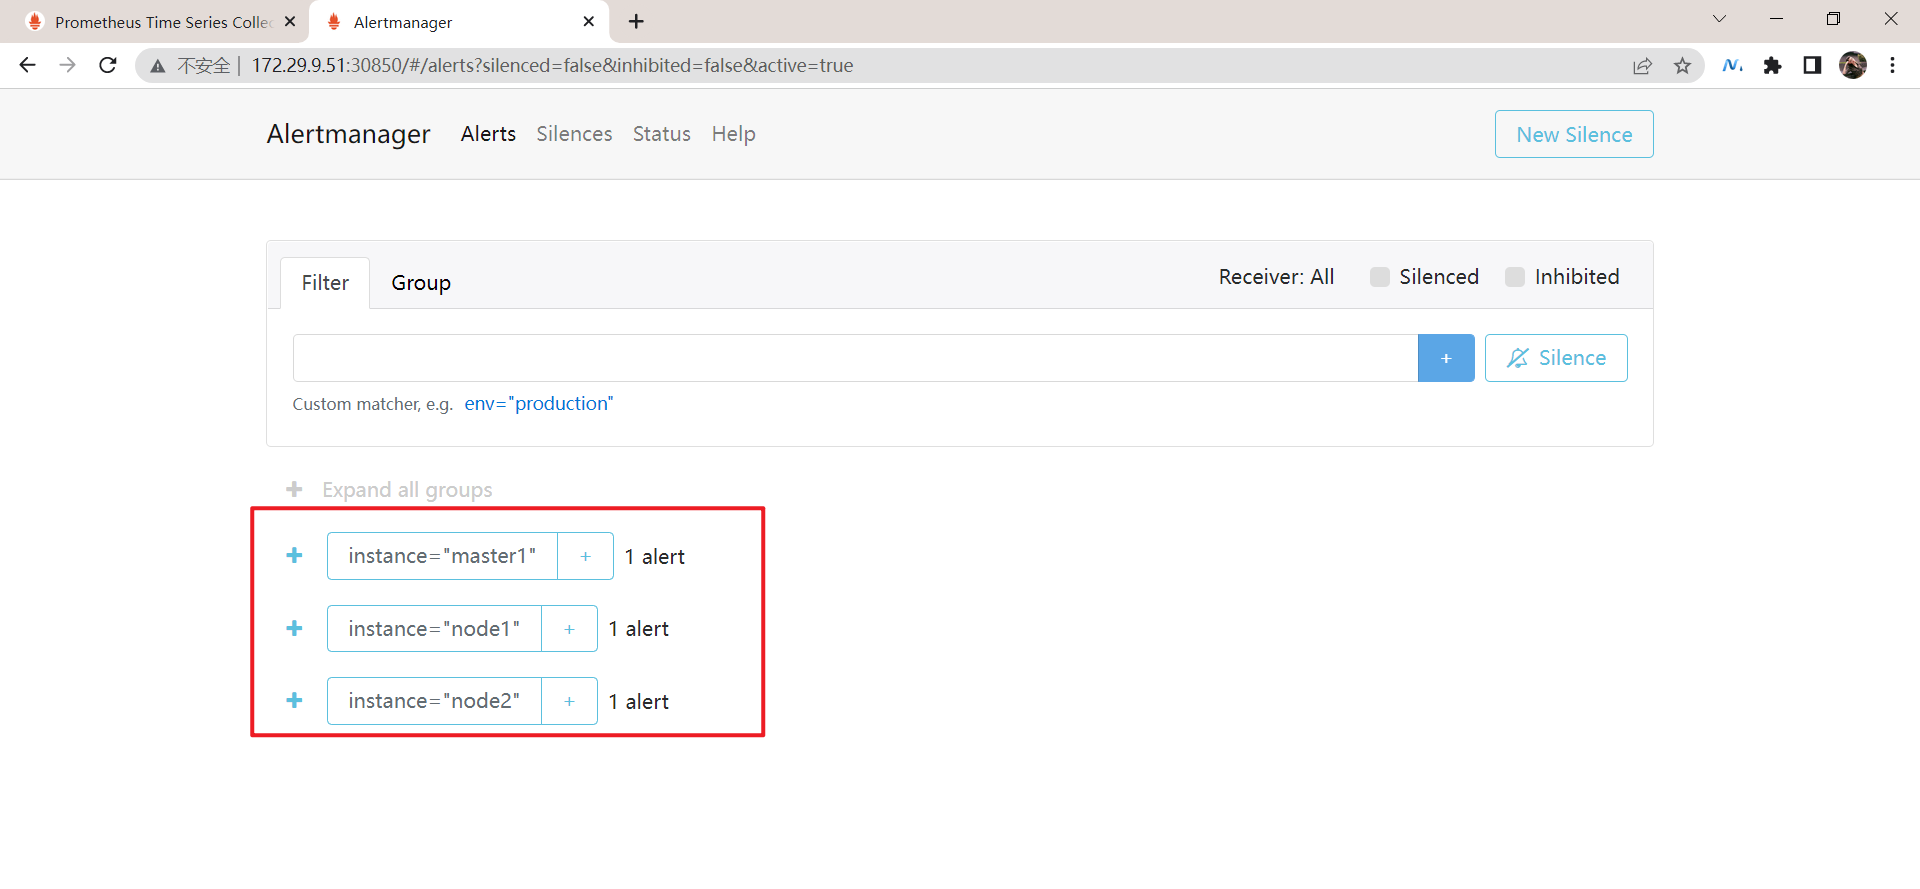 Prometheus Time Series Collec
Alertmanager
不安全 | 172.29.9.51:30850/#/alerts?silenced=false&inhibited=false&active=true
Alertmanager Alerts Silences Status Help New Silence
Filter Group Receiver: All Silenced Inhibited
+ Silence
Custom matcher, e.g. env="production"
+ Expand all groups
+ instance="master1" + 1 alert
+ instance="node1" + 1 alert
+ instance="node2" + 1 alert